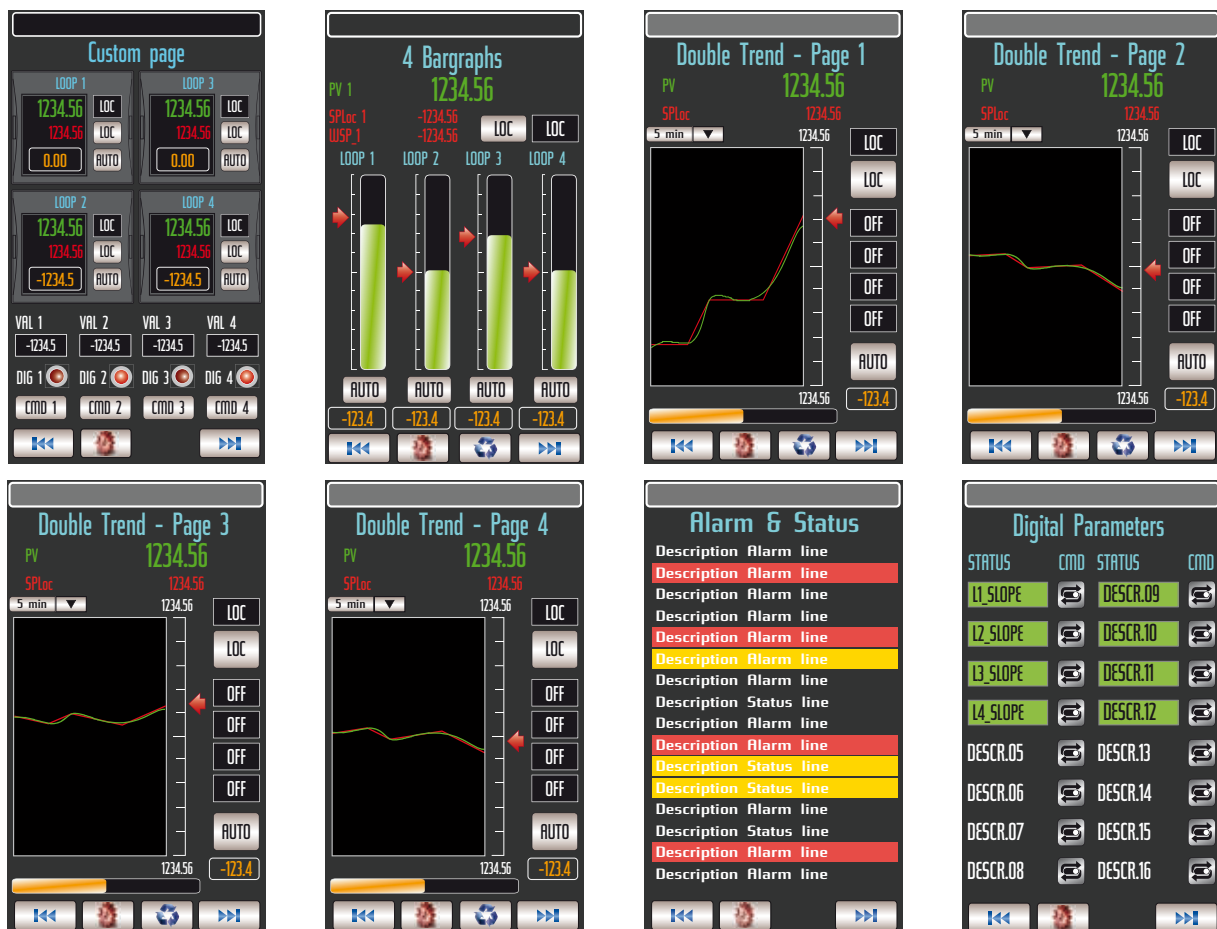 Custom page
LOOP 1
LOOP 3
1234.56 LOC
1234.56 LOC
1234.56 LOC
1234.56 LOC
0.00 AUTO
0.00 AUTO
LOOP 2
LOOP 4
1234.56 LOC
1234.56 LOC
1234.56 LOC
1234.56 LOC
-1234.5 AUTO
-1234.5 AUTO
VAL 1 VAL 2 VAL 3 VAL 4
-1234.5 -1234.5 -1234.5 -1234.5
DIG 1 DIG 2 DIG 3 DIG 4
CMD 1 CMD 2 CMD 3 CMD 4
4 Bargraphs
PV 1 1234.56
SPLoc 1 -1234.56
WSP_1 -1234.56
LOC LOC
LOOP 1 LOOP 2 LOOP 3 LOOP 4
AUTO AUTO AUTO AUTO
-123.4 -123.4 -123.4 -123.4
Double Trend - Page 1
PV 1234.56
SPLoc 1234.56
5 min 1234.56
LOC
LOC
OFF
OFF
OFF
OFF
AUTO
1234.56 -123.4
Double Trend - Page 2
PV 1234.56
SPLoc 1234.56
5 min 1234.56
LOC
LOC
OFF
OFF
OFF
OFF
AUTO
1234.56 -123.4
Double Trend - Page 3
PV 1234.56
SPLoc 1234.56
5 min 1234.56
LOC
LOC
OFF
OFF
OFF
OFF
AUTO
1234.56 -123.4
Double Trend - Page 4
PV 1234.56
SPLoc 1234.56
5 min 1234.56
LOC
LOC
OFF
OFF
OFF
OFF
AUTO
1234.56 -123.4
Alarm & Status
Description Alarm line
Description Alarm line
Description Alarm line
Description Alarm line
Description Alarm line
Description Alarm line
Description Alarm line
Description Status line
Description Alarm line
Description Alarm line
Description Status line
Description Status line
Description Alarm line
Description Status line
Description Alarm line
Description Alarm line
Digital Parameters
STATUS CMD STATUS CMD
L1_SLOPE DESCR.09
L2_SLOPE DESCR.10
L3_SLOPE DESCR.11
L4_SLOPE DESCR.12
DESCR.05 DESCR.13
DESCR.06 DESCR.14
DESCR.07 DESCR.15
DESCR.08 DESCR.16